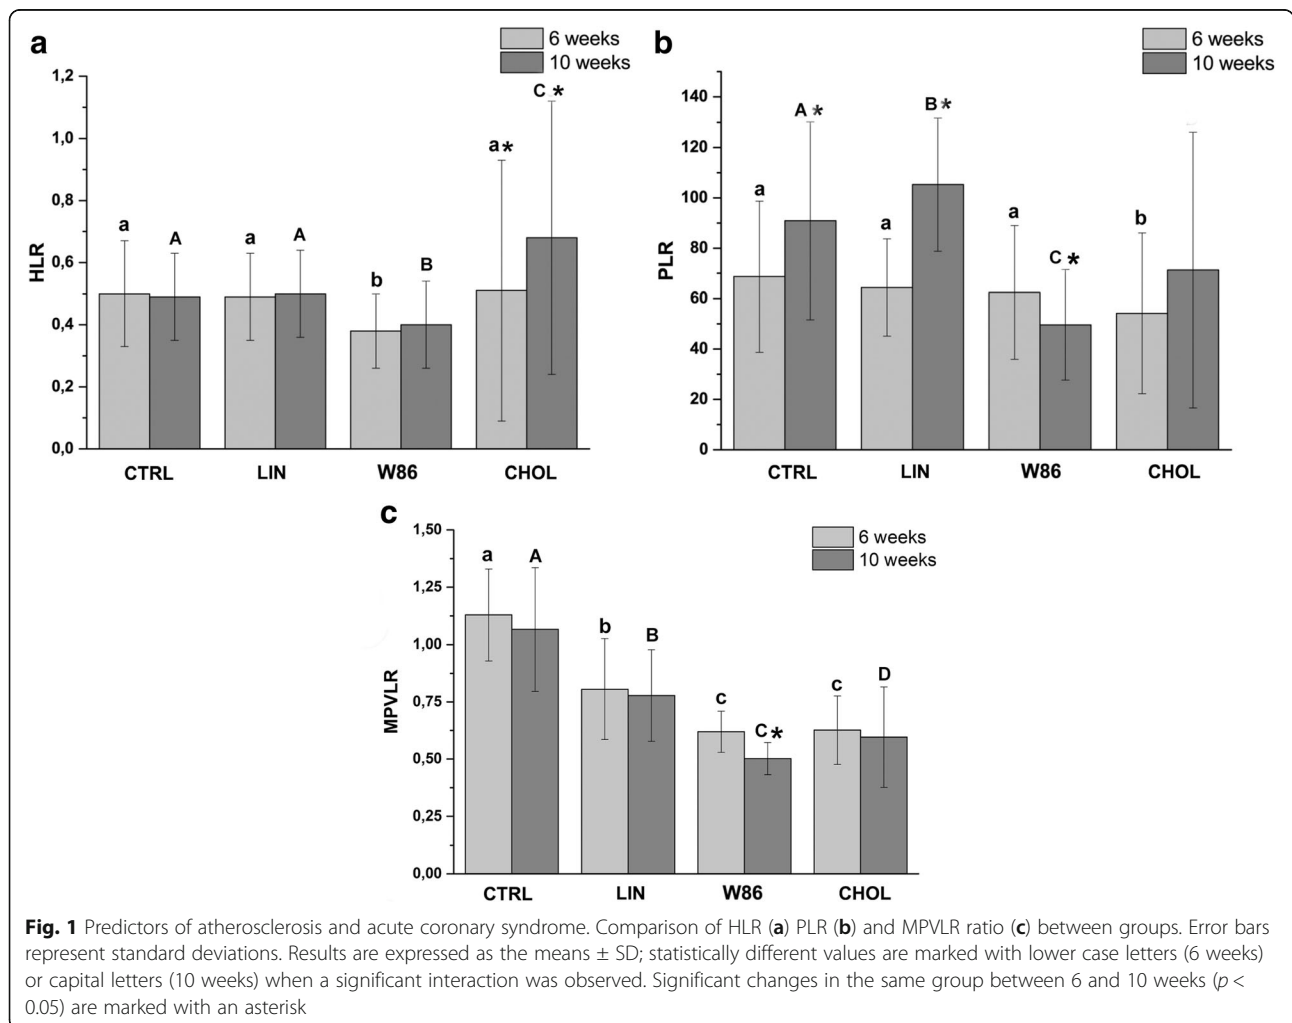 a
6 weeks
10 weeks
1,2
1,0
0,8
0,6
0,4
0,2
0,0
HLR
a
A
a
A
b
B
a*
C*
CTRL
LIN
W86
CHOL
b
6 weeks
10 weeks
140
120
100
80
60
40
20
0
PLR
a
A*
a
B*
a
C*
b
CTRL
LIN
W86
CHOL
c
6 weeks
10 weeks
1,50
1,25
1,00
0,75
0,50
0,25
0,00
MPVLR
a
A
b
B
c
C*
c
D
CTRL
LIN
W86
CHOL
Fig. 1 Predictors of atherosclerosis and acute coronary syndrome. Comparison of HLR (a) PLR (b) and MPVLR ratio (c) between groups. Error bars
represent standard deviations. Results are expressed as the means ± SD; statistically different values are marked with lower case letters (6 weeks)
or capital letters (10 weeks) when a significant interaction was observed. Significant changes in the same group between 6 and 10 weeks (p <
0.05) are marked with an asterisk